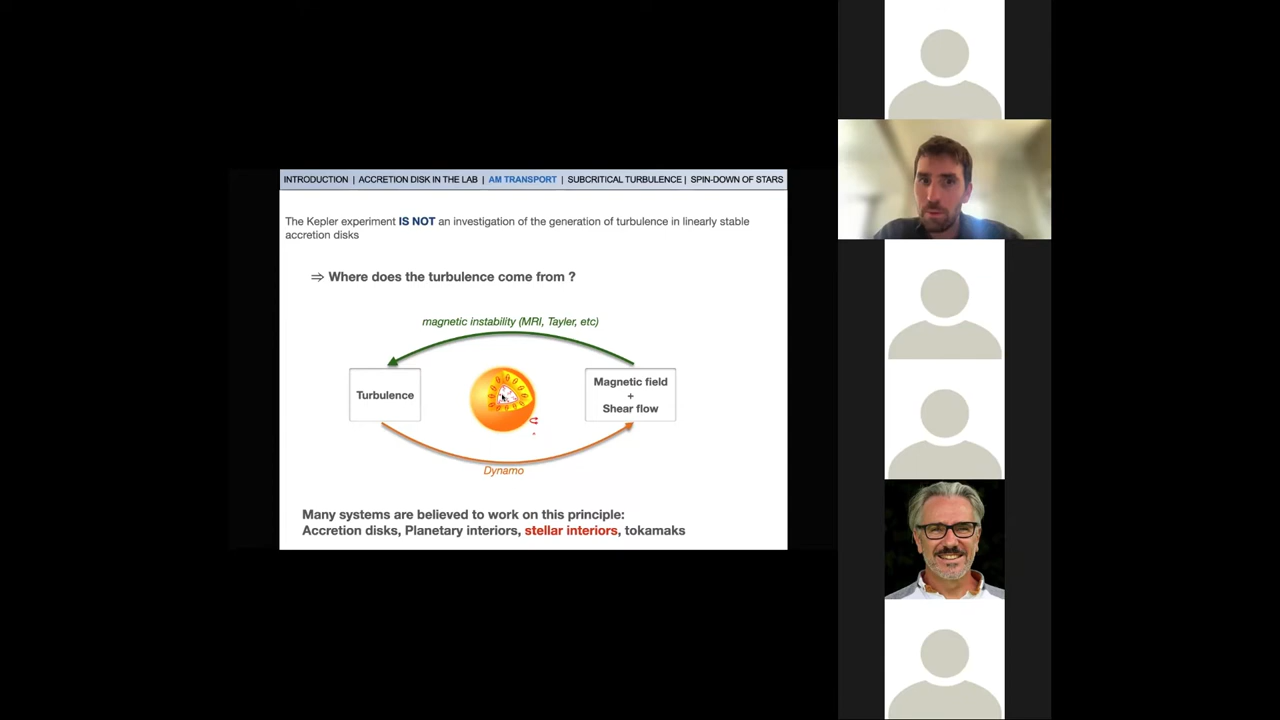 INTRODUCTION | ACCRETION DISK IN THE LAB | AM TRANSPORT | SUBCRITICAL TURBULENCE | SPIN-DOWN OF STARS
The Kepler experiment IS NOT an investigation of the generation of turbulence in linearly stable
accretion disks
⇒ Where does the turbulence come from ?
magnetic instability (MRI, Tayler, etc)
Turbulence
Magnetic field
+
Shear flow
Dynamo
Many systems are believed to work on this principle:
Accretion disks, Planetary interiors, stellar interiors, tokamaks